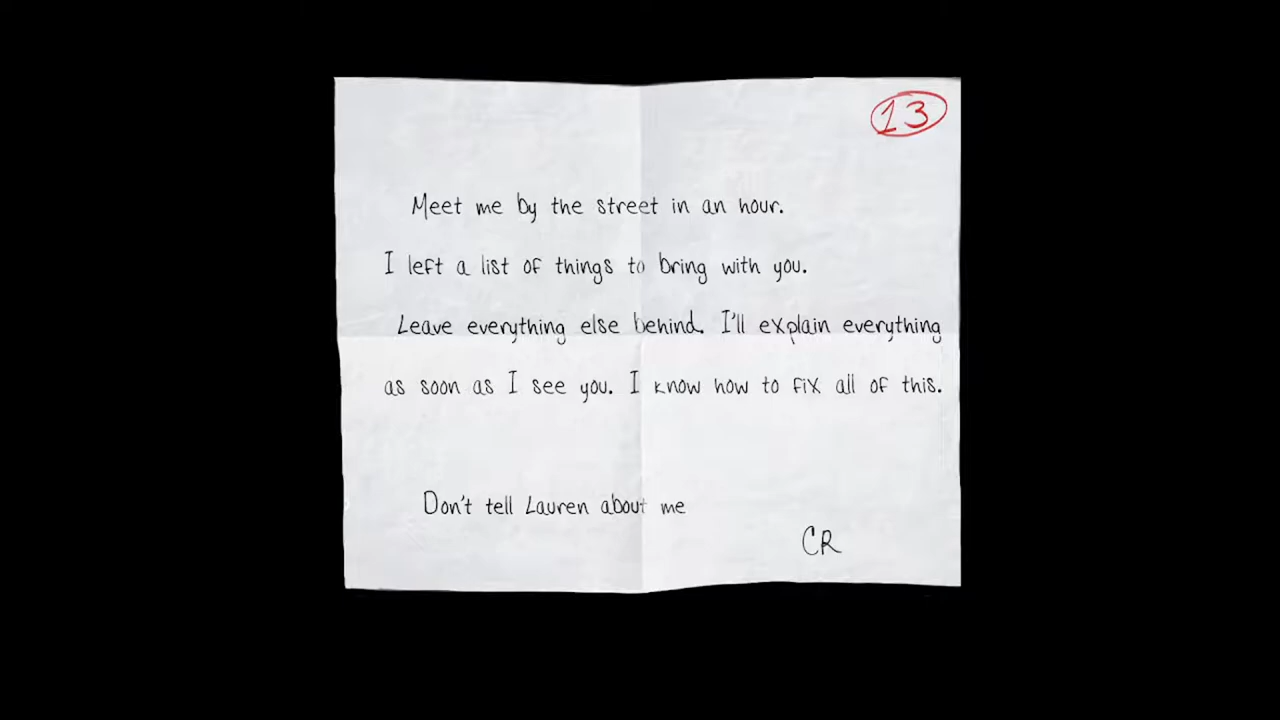 13
Meet me by the street in an hour.
I left a list of things to bring with you.
Leave everything else behind. I'll explain everything
as soon as I see you. I know how to fix all of this.
Don't tell Lauren about me
CR